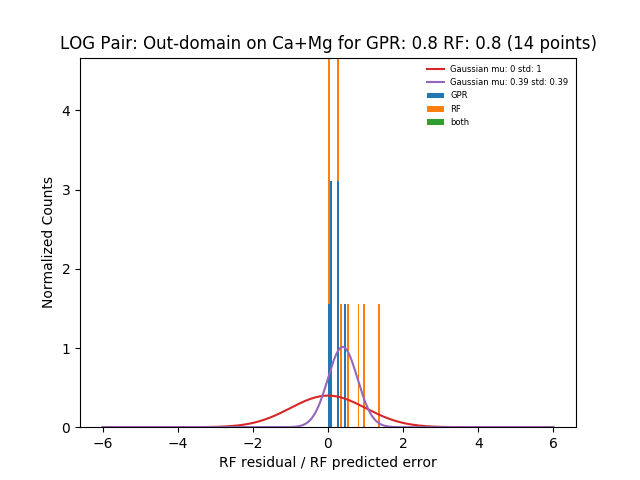 LOG Pair: Out-domain on Ca+Mg for GPR: 0.8 RF: 0.8 (14 points)
Gaussian mu: 0 std: 1
Gaussian mu: 0.39 std: 0.39
GPR
RF
both
Normalized Counts
4
3
2
1
0
−6 −4 −2 0 2 4 6
RF residual / RF predicted error